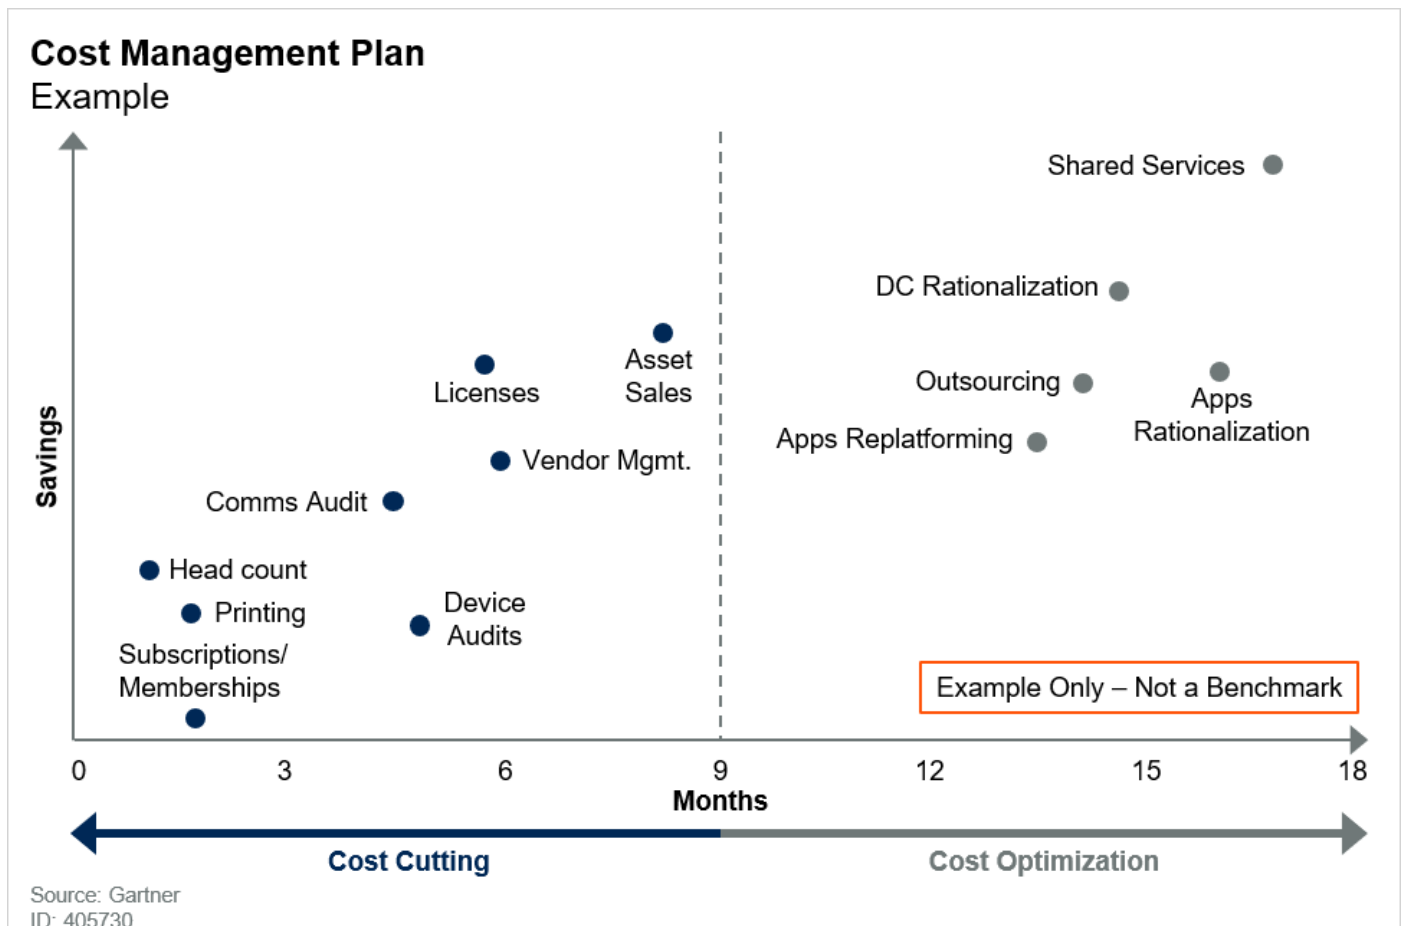 Cost Management Plan
Example
Shared Services
DC Rationalization
Asset
Sales
Licenses
Outsourcing
Apps
Rationalization
Apps Replatforming
Savings
Vendor Mgmt.
Comms Audit
Head count
Printing
Device
Audits
Subscriptions/
Memberships
Example Only – Not a Benchmark
0 3 6 9 12 15 18
Months
Cost Cutting
Cost Optimization
Source: Gartner
ID: 405730